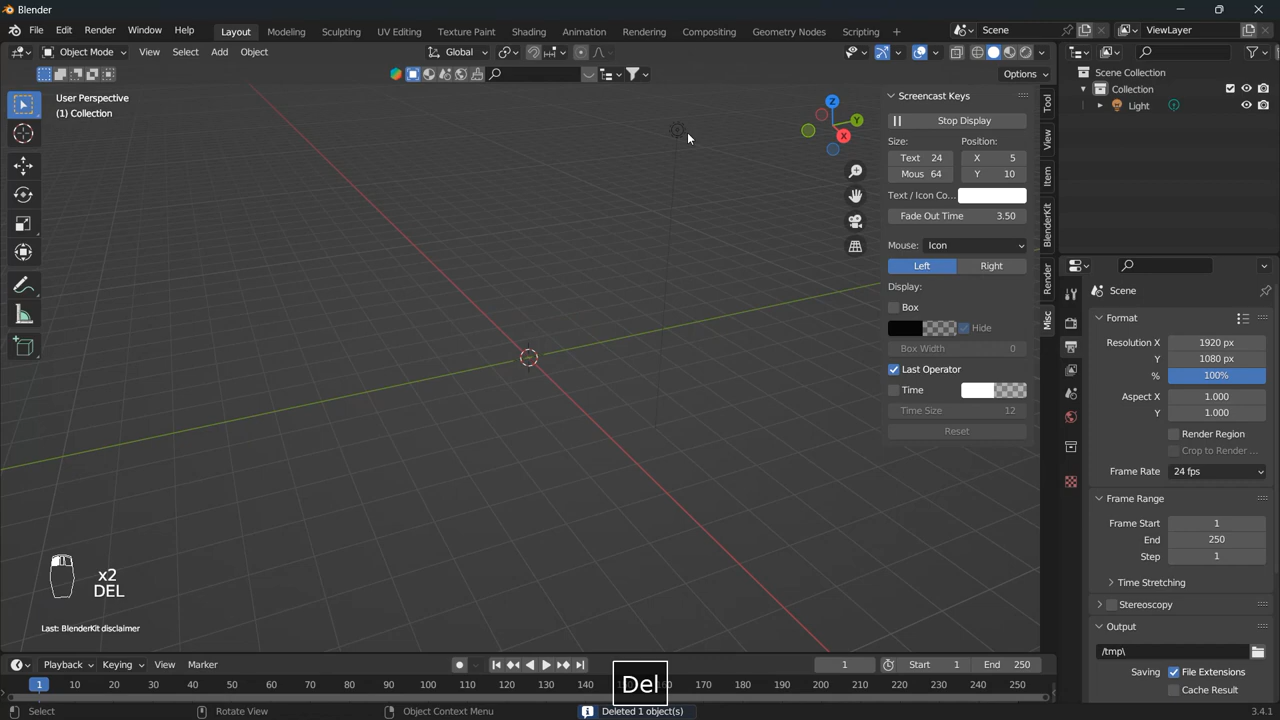 Blender
File Edit Render Window Help
Layout Modeling Sculpting UV Editing Texture Paint Shading Animation Rendering Compositing Geometry Nodes Scripting +
Scene
ViewLayer
Object Mode View Select Add Object
Global
Options
User Perspective
(1) Collection
Z
Y
X
Screencast Keys
Stop Display
Size: Position:
Text 24 X 5
Mous 64 Y 10
Text / Icon Co...
Fade Out Time 3.50
Mouse: Icon
Left Right
Display:
Box
Hide
Box Width 0
Last Operator
Time
Time Size 12
Reset
Tool
View
Item
BlenderKit
Render
Misc
Scene Collection
Collection
Light
Scene
Format
Resolution X 1920 px
Y 1080 px
% 100%
Aspect X 1.000
Y 1.000
Render Region
Crop to Render ...
Frame Rate 24 fps
Frame Range
Frame Start 1
End 250
Step 1
Time Stretching
Stereoscopy
Output
/tmp\
Saving File Extensions
Cache Result
x2
DEL
Last: BlenderKit disclaimer
Playback Keying View Marker
1 Start 1 End 250
Del
1 10 20 30 40 50 60 70 80 90 100 110 120 130 140 170 180 190 200 210 220 230 240 250
Select Rotate View Object Context Menu Deleted 1 object(s) 3.4.1